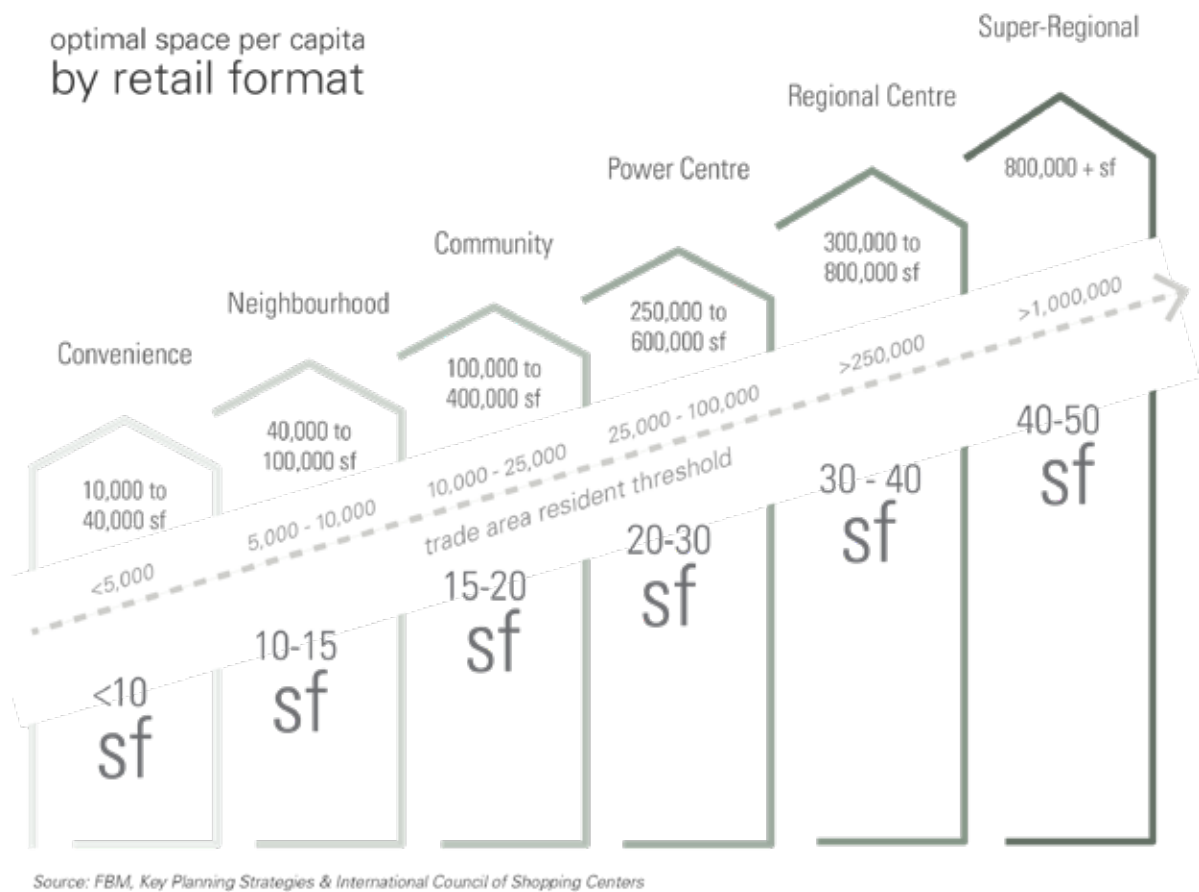 optimal space per capita
by retail format
Super-Regional
Regional Centre
Power Centre
Community
Neighbourhood
Convenience
800,000 + sf
300,000 to
800,000 sf
250,000 to
600,000 sf
100,000 to
400,000 sf
40,000 to
100,000 sf
10,000 to
40,000 sf
<5,000
5,000 - 10,000
10,000 - 25,000
25,000 - 100,000
>250,000
>1,000,000
trade area resident threshold
<10
sf
10-15
sf
15-20
sf
20-30
sf
30 - 40
sf
40-50
sf
Source: FBM, Key Planning Strategies & International Council of Shopping Centers